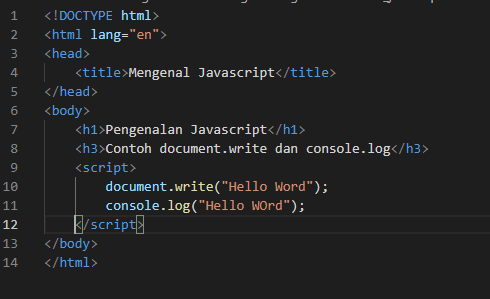 1 <!DOCTYPE html>
2 <html lang="en">
3 <head>
4 <title>Mengenal Javascript</title>
5 </head>
6 <body>
7 <h1>Pengenalan Javascript</h1>
8 <h3>Contoh document.write dan console.log</h3>
9 <script>
10 document.write("Hello Word");
11 console.log("Hello WOrd");
12 </script>
13 </body>
14 </html>